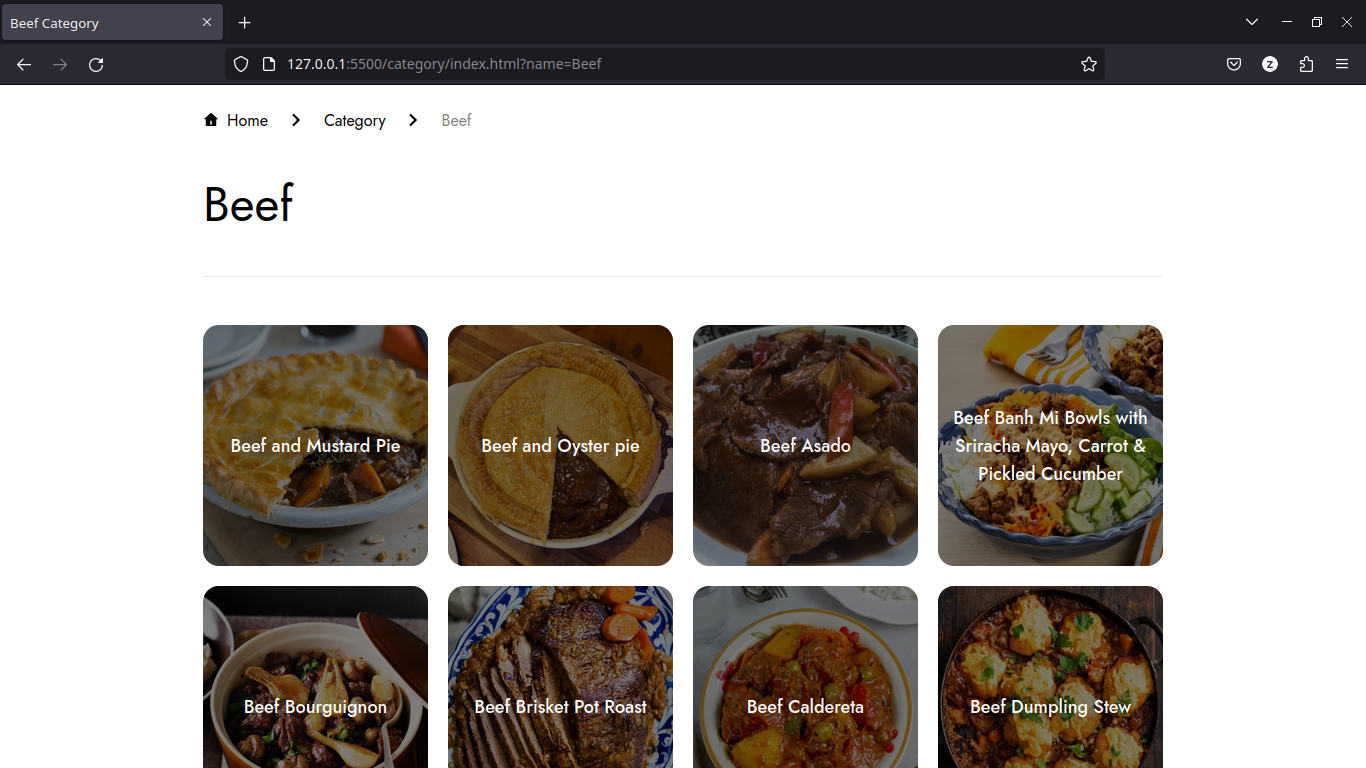 Beef Category
127.0.0.1:5500/category/index.html?name=Beef
Z
Home
Category
Beef
Beef
Beef and Mustard Pie
Beef and Oyster pie
Beef Asado
Beef Banh Mi Bowls with
Sriracha Mayo, Carrot &
Pickled Cucumber
Beef Bourguignon
Beef Brisket Pot Roast
Beef Caldereta
Beef Dumpling Stew